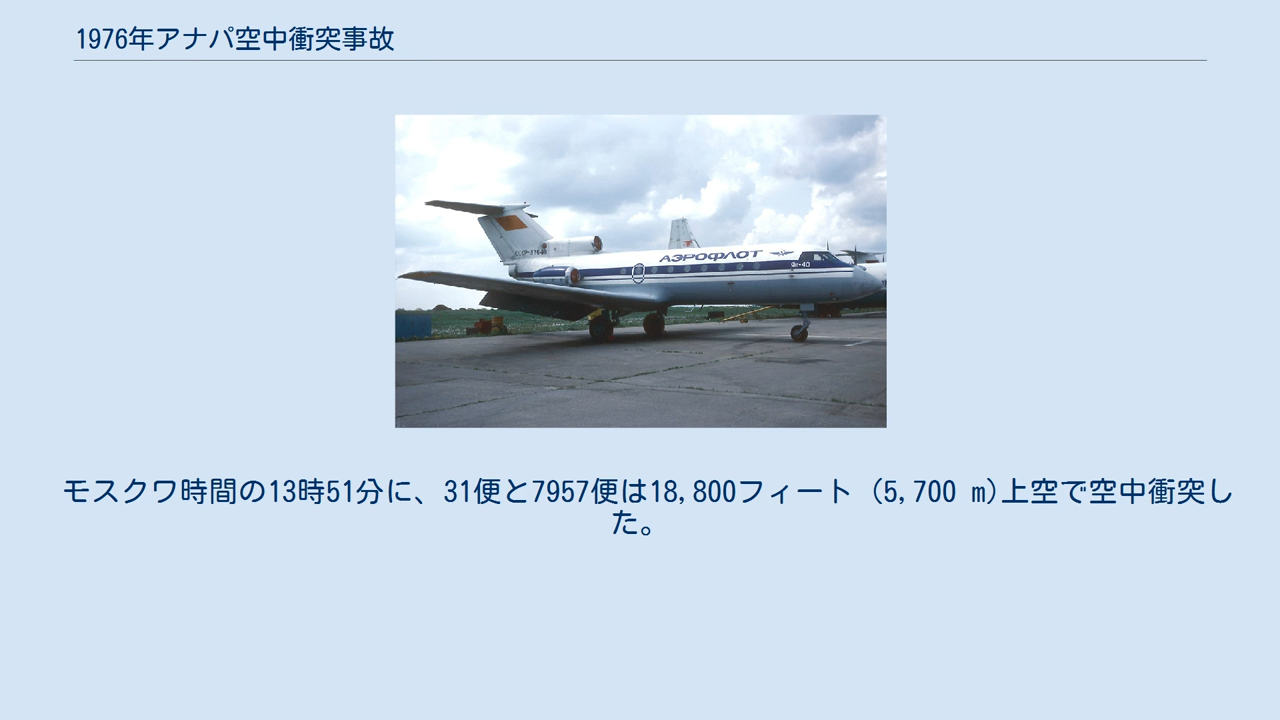 1976年アナパ空中衝突事故
АЭРОФЛОТ
Як-40
モスクワ時間の13時51分に、31便と7957便は18,800フィート (5,700 m)上空で空中衝突し
た。